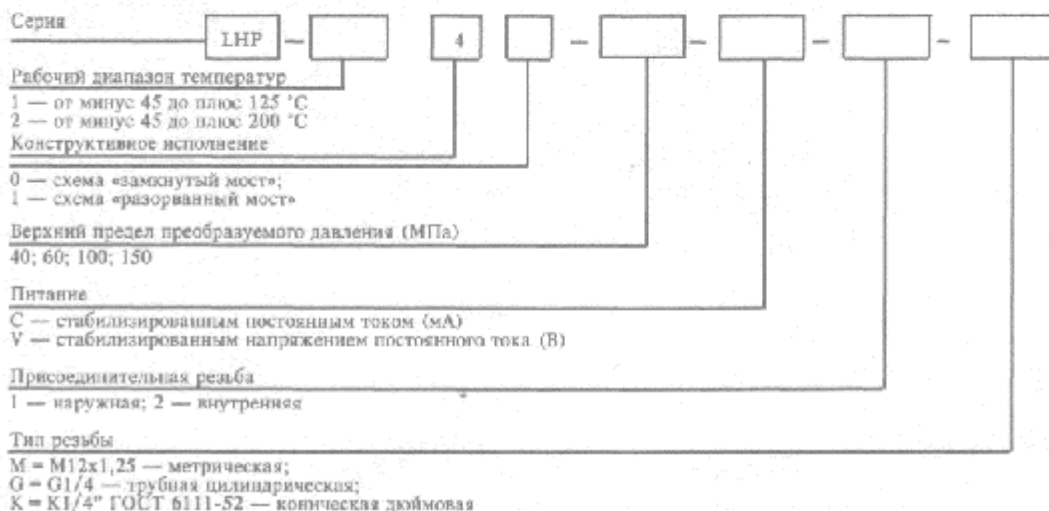 Серия
LHP – 4 – – – –
Рабочий диапазон температур
1 — от минус 45 до плюс 125 °С
2 — от минус 45 до плюс 200 °С
Конструктивное исполнение
0 — схема «замкнутый мост»;
1 — схема «разорванный мост»
Верхний предел преобразуемого давления (МПа)
40; 60; 100; 150
Питание
С — стабилизированным постоянным током (мА)
V — стабилизированным напряжением постоянного тока (В)
Присоединительная резьба
1 — наружная; 2 — внутренняя
Тип резьбы
М = М12х1,25 — метрическая;
G = G1/4 — трубная цилиндрическая;
К = К1/4" ГОСТ 6111-52 — коническая дюймовая